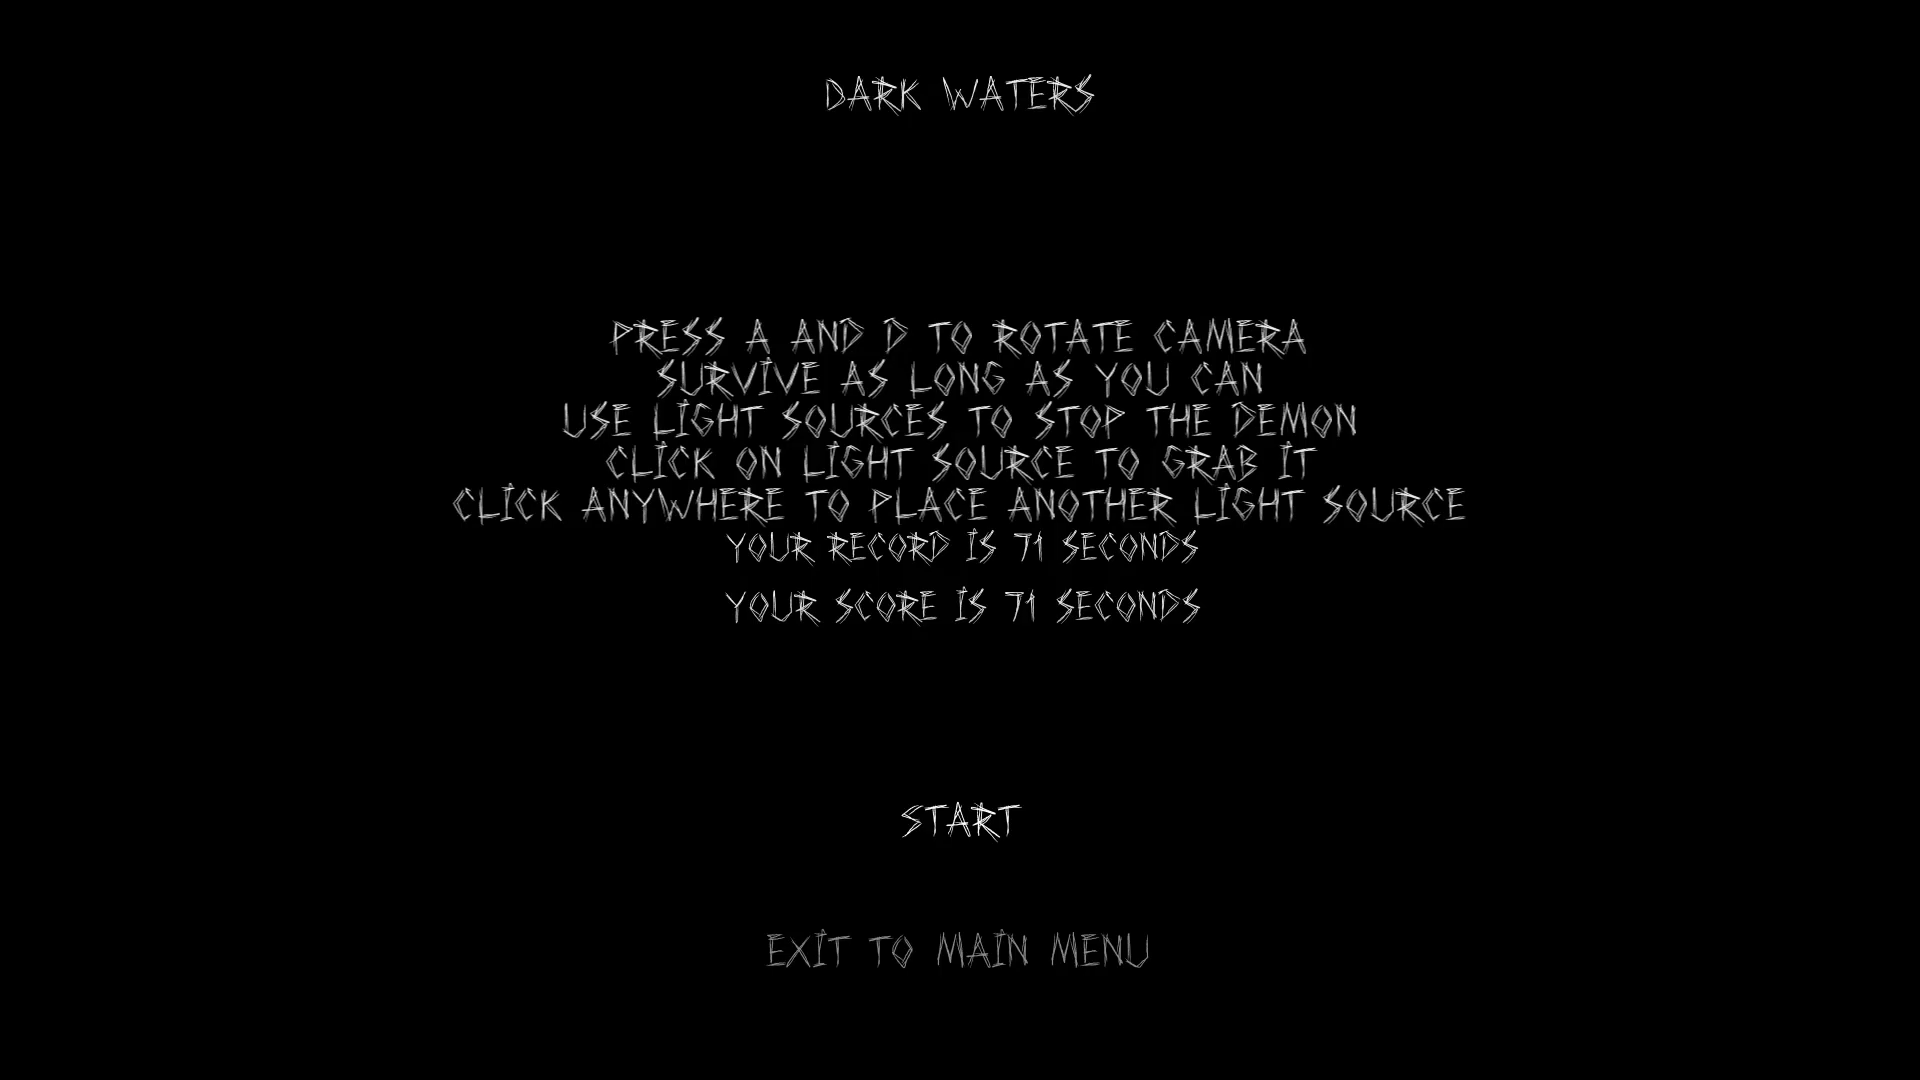 DARK WATERS
PRESS A AND D TO ROTATE CAMERA
SURVIVE AS LONG AS YOU CAN
USE LIGHT SOURCES TO STOP THE DEMON
CLICK ON LIGHT SOURCE TO GRAB IT
CLICK ANYWHERE TO PLACE ANOTHER LIGHT SOURCE
YOUR RECORD IS 71 SECONDS
YOUR SCORE IS 71 SECONDS
START
EXIT TO MAIN MENU